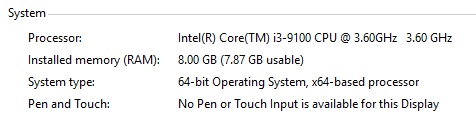 System
Processor: Intel(R) Core(TM) i3-9100 CPU @ 3.60GHz 3.60 GHz
Installed memory (RAM): 8.00 GB (7.87 GB usable)
System type: 64-bit Operating System, x64-based processor
Pen and Touch: No Pen or Touch Input is available for this Display